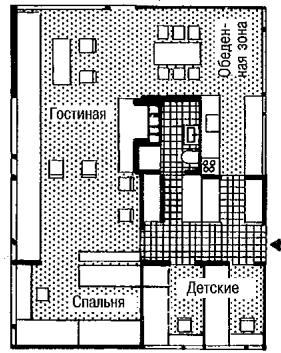 Обеден-
ная зона
Гостиная
Спальня
Детские